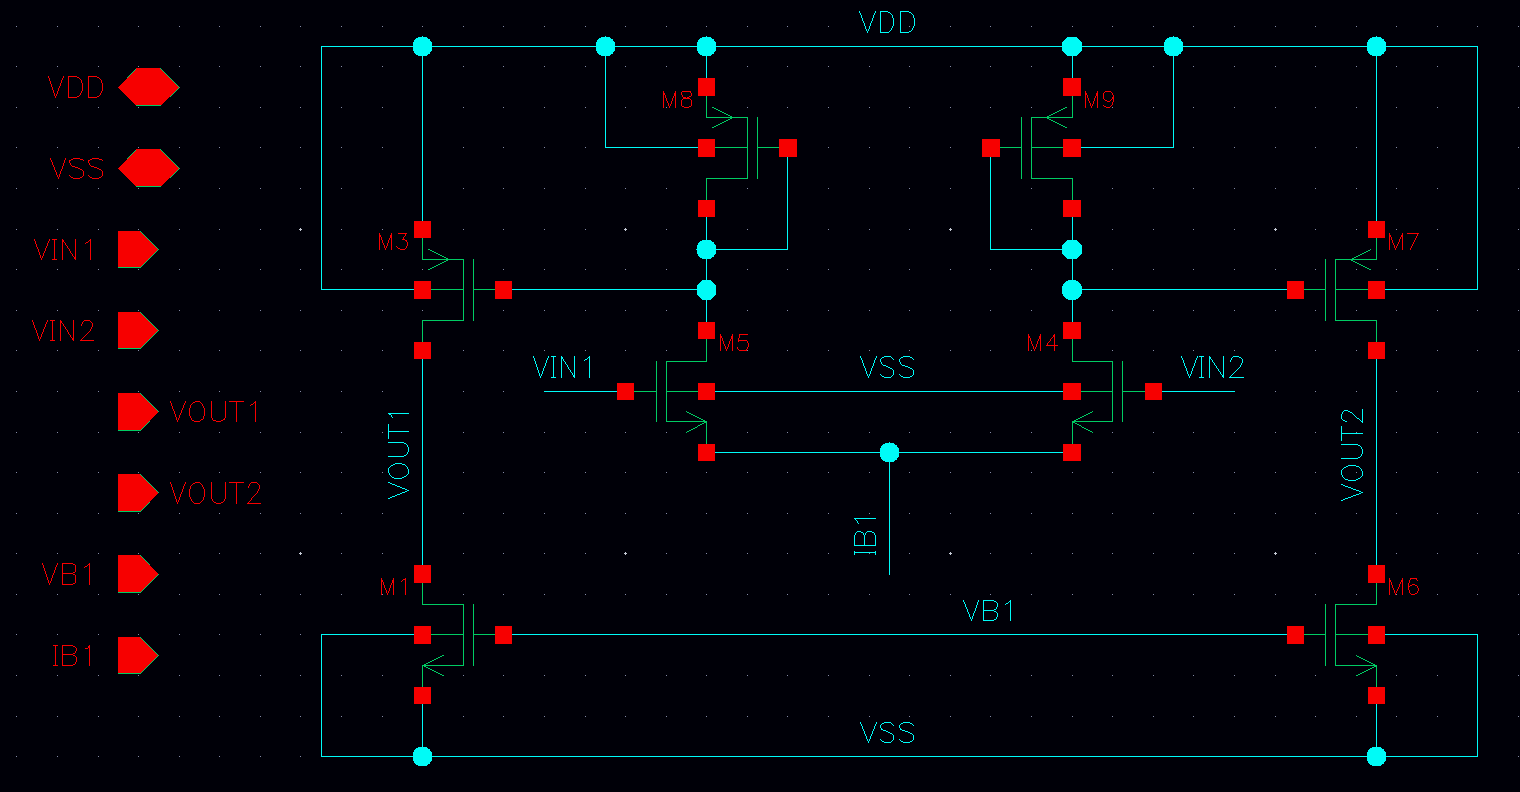 VDD
VDD
M8
M9
VSS
VIN1
M3
M7
VIN2
M5
M4
VIN1
VSS
VIN2
VOUT1
VOUT1
VOUT2
VOUT2
IB1
VB1
M1
M6
VB1
IB1
VSS